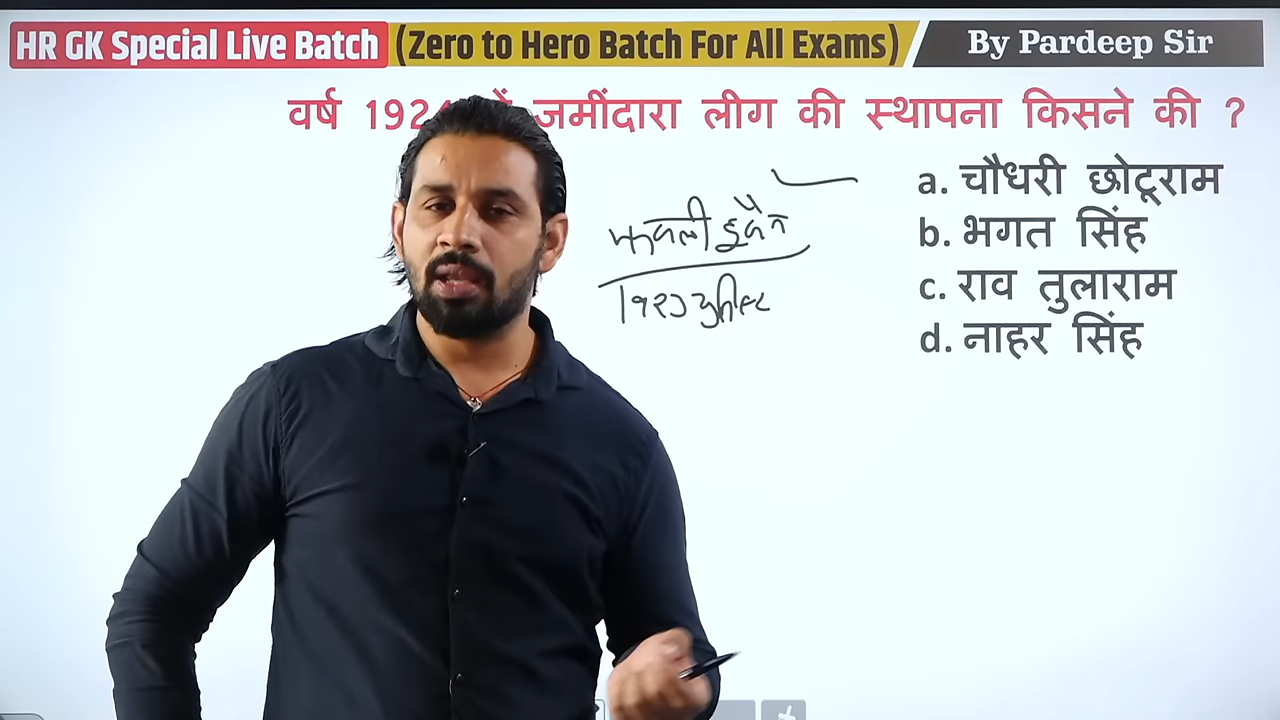 HR GK Special Live Batch (Zero to Hero Batch For All Exams) By Pardeep Sir
वर्ष 1924 में जमींदारा लीग की स्थापना किसने की ?
a. चौधरी छोटूराम
b. भगत सिंह
c. राव तुलाराम
d. नाहर सिंह